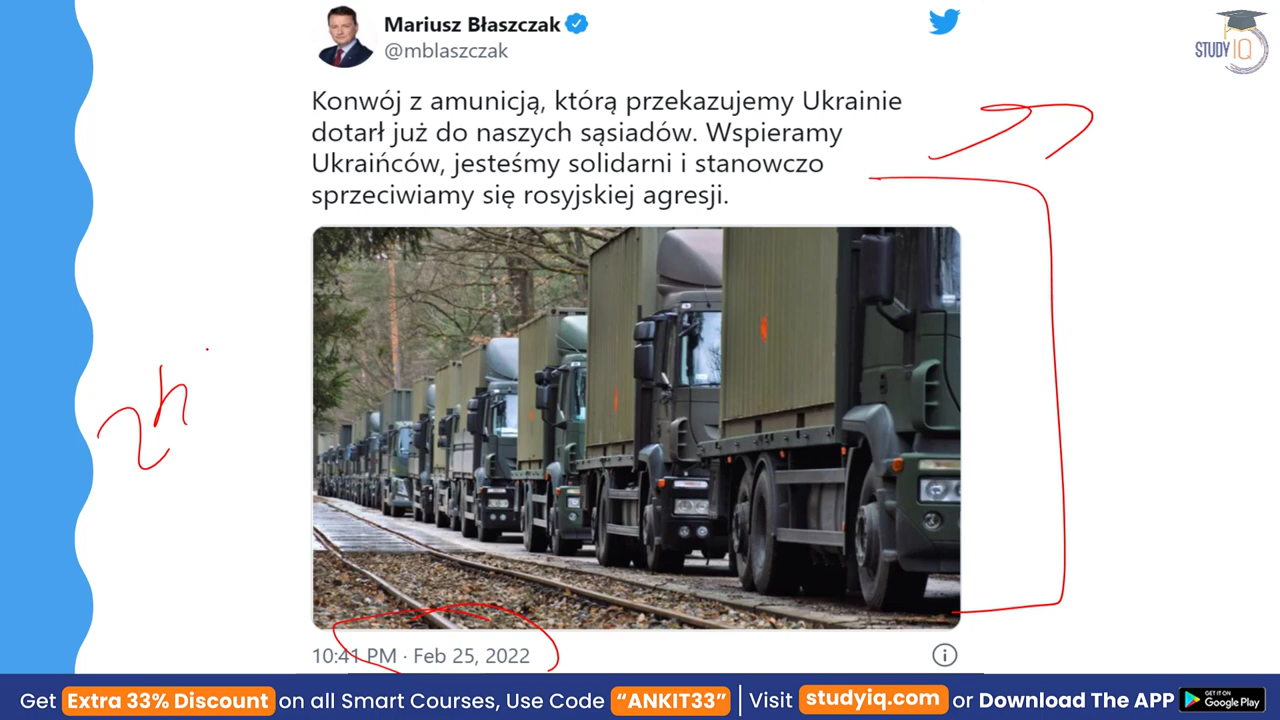 Mariusz Błaszczak
@mblaszczak
STUDY IQ
Konwój z amunicją, którą przekazujemy Ukrainie
dotarł już do naszych sąsiadów. Wspieramy
Ukraińców, jesteśmy solidarni i stanowczo
sprzeciwiamy się rosyjskiej agresji.
10:41 PM · Feb 25, 2022
Get Extra 33% Discount on all Smart Courses, Use Code “ANKIT33” Visit studyiq.com or Download The APP GET IT ON Google Play